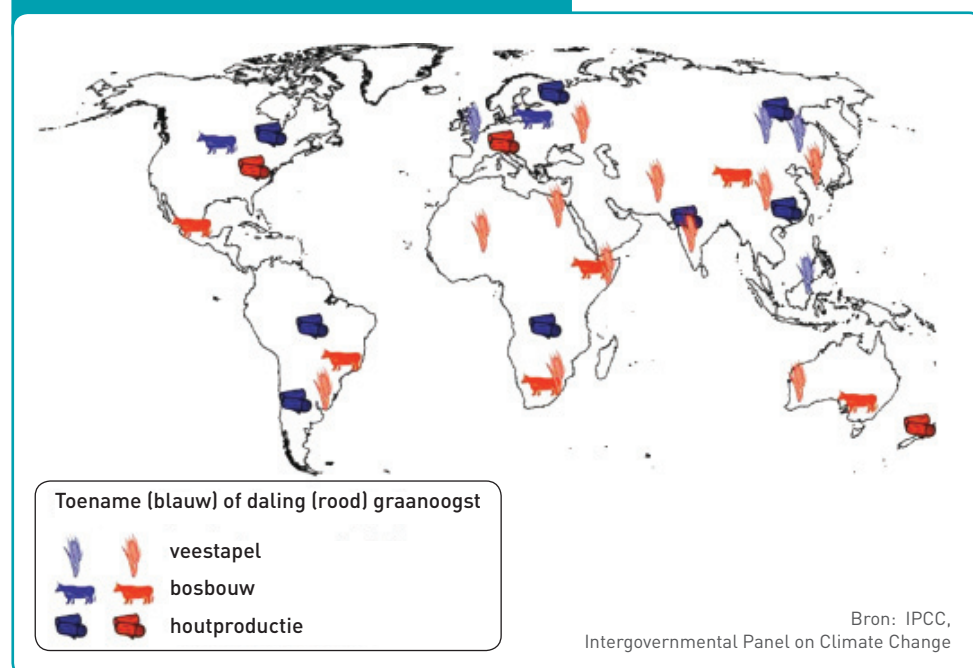 Toename (blauw) of daling (rood) graanoogst
veestapel
bosbouw
houtproductie
Bron: IPCC,
Intergovernmental Panel on Climate Change